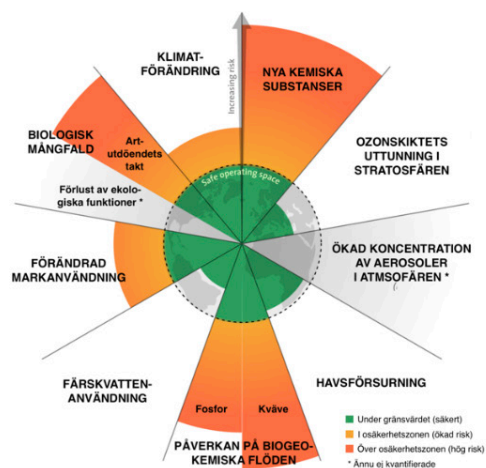 KLIMAT-
FÖRÄNDRING
Increasing risk
NYA KEMISKA
SUBSTANSER
OZONSKIKTETS
UTTUNNING I
STRATOSFÄREN
BIOLOGISK
MÅNGFALD
Art-
utdöendets
takt
Förlust av ekolo-
giska funktioner *
Safe operating space
ÖKAD KONCENTRATION
AV AEROSOLER
I ATMSOFÄREN *
FÖRÄNDRAD
MARKANVÄNDNING
FÄRSKVATTEN-
ANVÄNDNING
HAVSFÖRSURNING
Fosfor
Kväve
PÅVERKAN PÅ BIOGEO-
KEMISKA FLÖDEN
Under gränsvärdet (säkert)
I osäkerhetszonen (ökad risk)
Över osäkerhetszonen (hög risk)
* Ännu ej kvantifierade